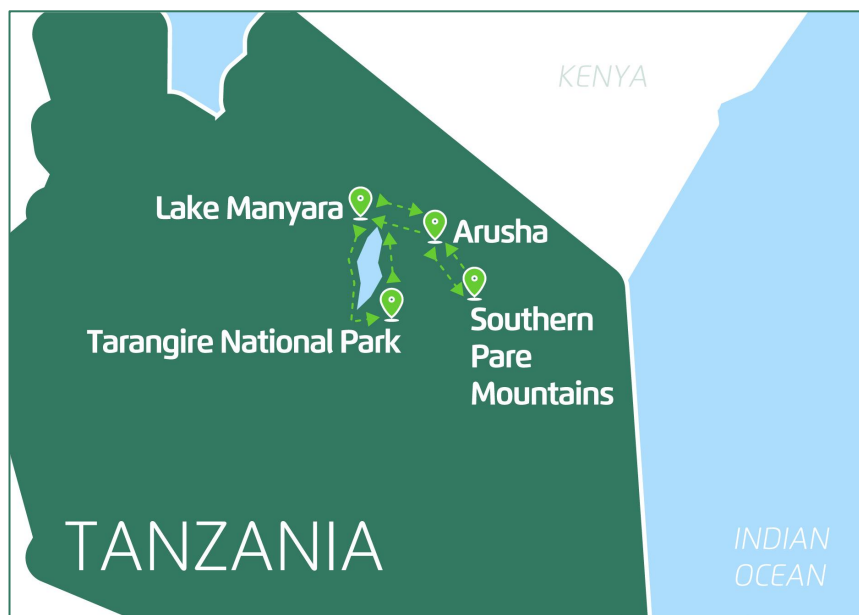 KENYA
Lake Manyara
Arusha
Southern
Pare
Mountains
Tarangire National Park
TANZANIA
INDIAN
OCEAN